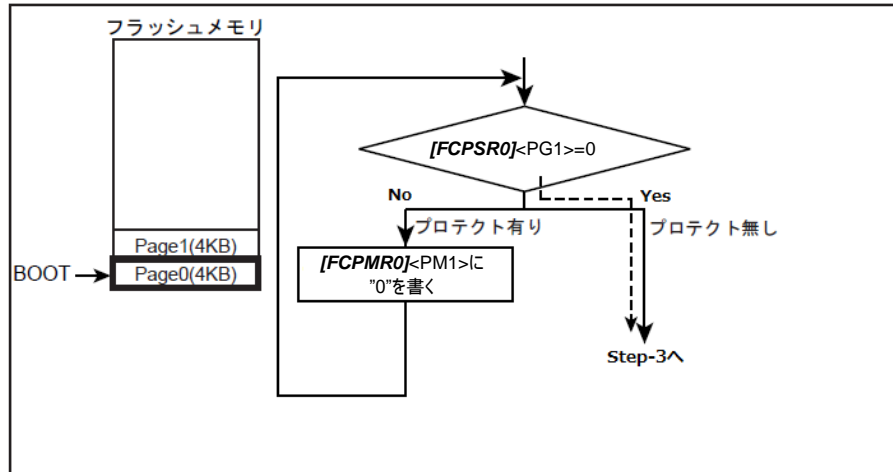 フラッシュメモリ
Page1(4KB)
BOOT
Page0(4KB)
[FCPSR0]<PG1>=0
No
Yes
プロテクト有り
プロテクト無し
[FCPMR0]<PM1>に
”0”を書く
Step-3へ